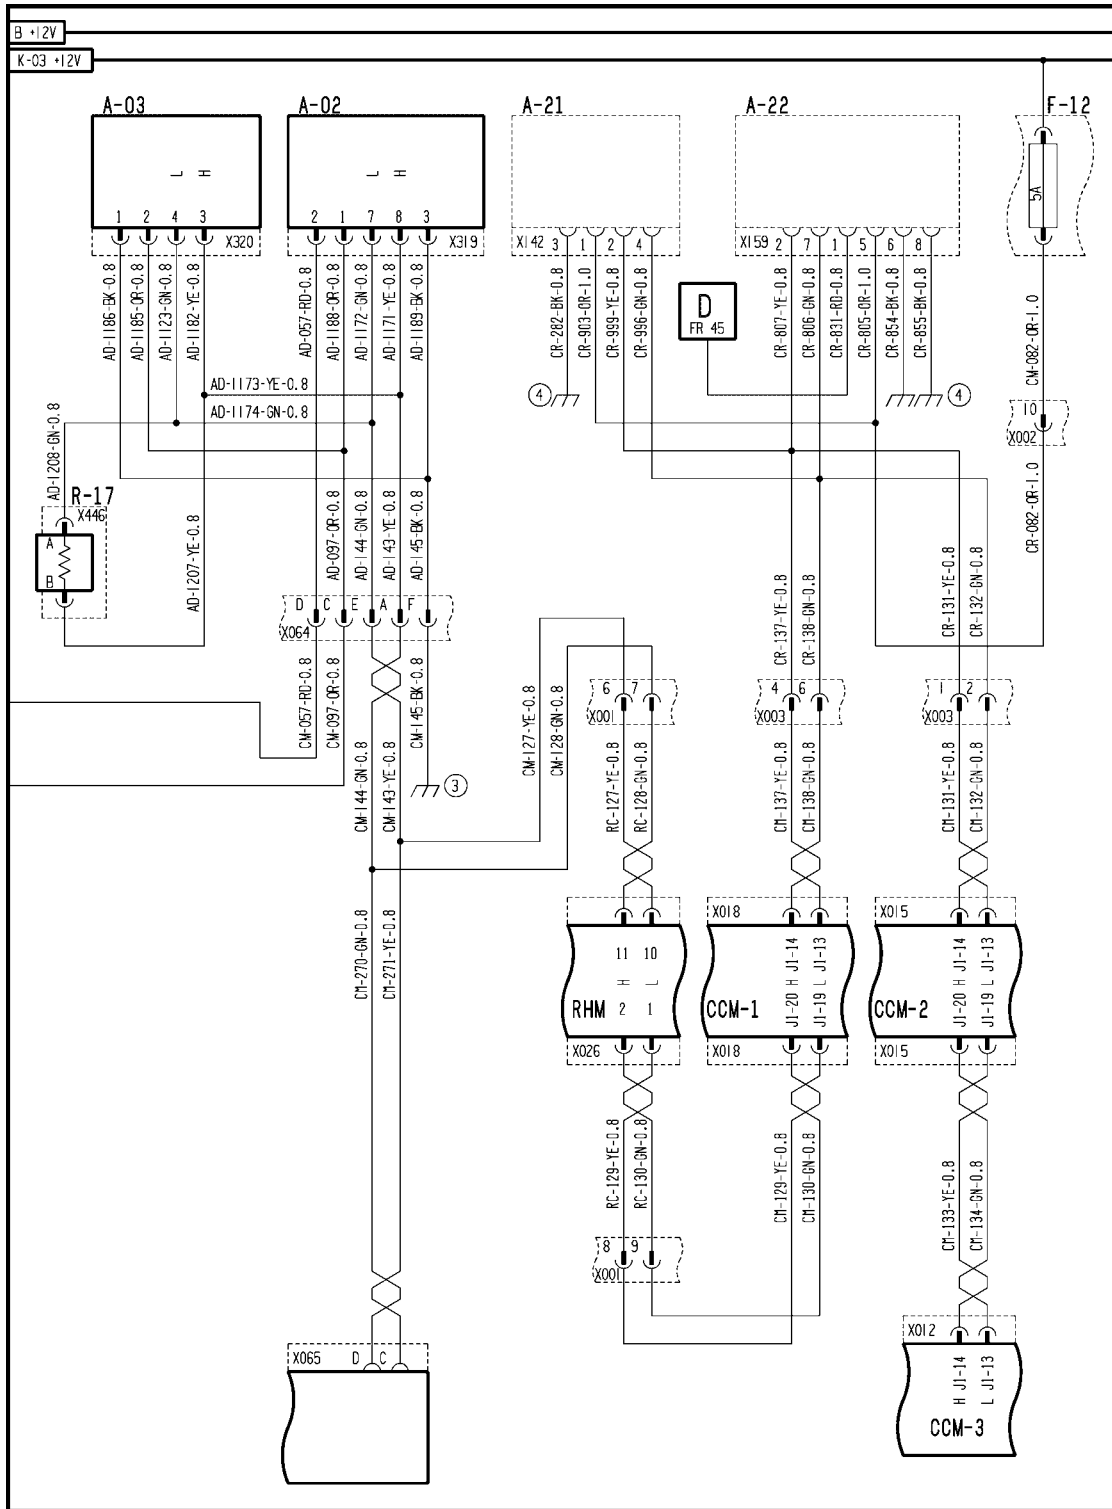 B +12V
K-03 +12V
A-03
A-02
A-21
A-22
F-12
L H
L H
5A
1 2 4 3
X320
2 1 7 8 3
X319
X142 3 1 2 4
X159 2 7 1 5 6 8
AD-1186-BK-0.8
AD-1185-OR-0.8
AD-1123-GN-0.8
AD-1182-YE-0.8
AD-057-RD-0.8
AD-1188-OR-0.8
AD-1172-GN-0.8
AD-1171-YE-0.8
AD-1189-BK-0.8
CR-282-BK-0.8
CR-903-OR-1.0
CR-999-YE-0.8
CR-996-GN-0.8
D
FR 45
CR-807-YE-0.8
CR-806-GN-0.8
CR-831-RD-0.8
CR-805-OR-1.0
CR-854-BK-0.8
CR-855-BK-0.8
CM-082-OR-1.0
AD-1173-YE-0.8
AD-1174-GN-0.8
4
4
10
X002
AD-1208-GN-0.8
R-17
X446
A
B
AD-1207-YE-0.8
AD-097-OR-0.8
AD-144-GN-0.8
AD-143-YE-0.8
AD-145-BK-0.8
CR-082-OR-1.0
D C E A F
X064
CR-137-YE-0.8
CR-138-GN-0.8
CR-131-YE-0.8
CR-132-GN-0.8
CM-057-RD-0.8
CM-097-OR-0.8
CM-144-GN-0.8
CM-143-YE-0.8
CM-145-BK-0.8
3
CM-127-YE-0.8
CM-128-GN-0.8
6 7
X001
4 6
X003
1 2
X003
RC-127-YE-0.8
RC-128-GN-0.8
CM-137-YE-0.8
CM-138-GN-0.8
CM-131-YE-0.8
CM-132-GN-0.8
CM-270-GN-0.8
CM-271-YE-0.8
X018
X015
11 10
H L
RHM 2 1
X026
CCM-1
J1-20 H J1-14
J1-19 L J1-13
X018
CCM-2
J1-20 H J1-14
J1-19 L J1-13
X015
RC-129-YE-0.8
RC-130-GN-0.8
CM-129-YE-0.8
CM-130-GN-0.8
CM-133-YE-0.8
CM-134-GN-0.8
8 9
X001
X012
X065 D C
H J1-14
L J1-13
CCM-3